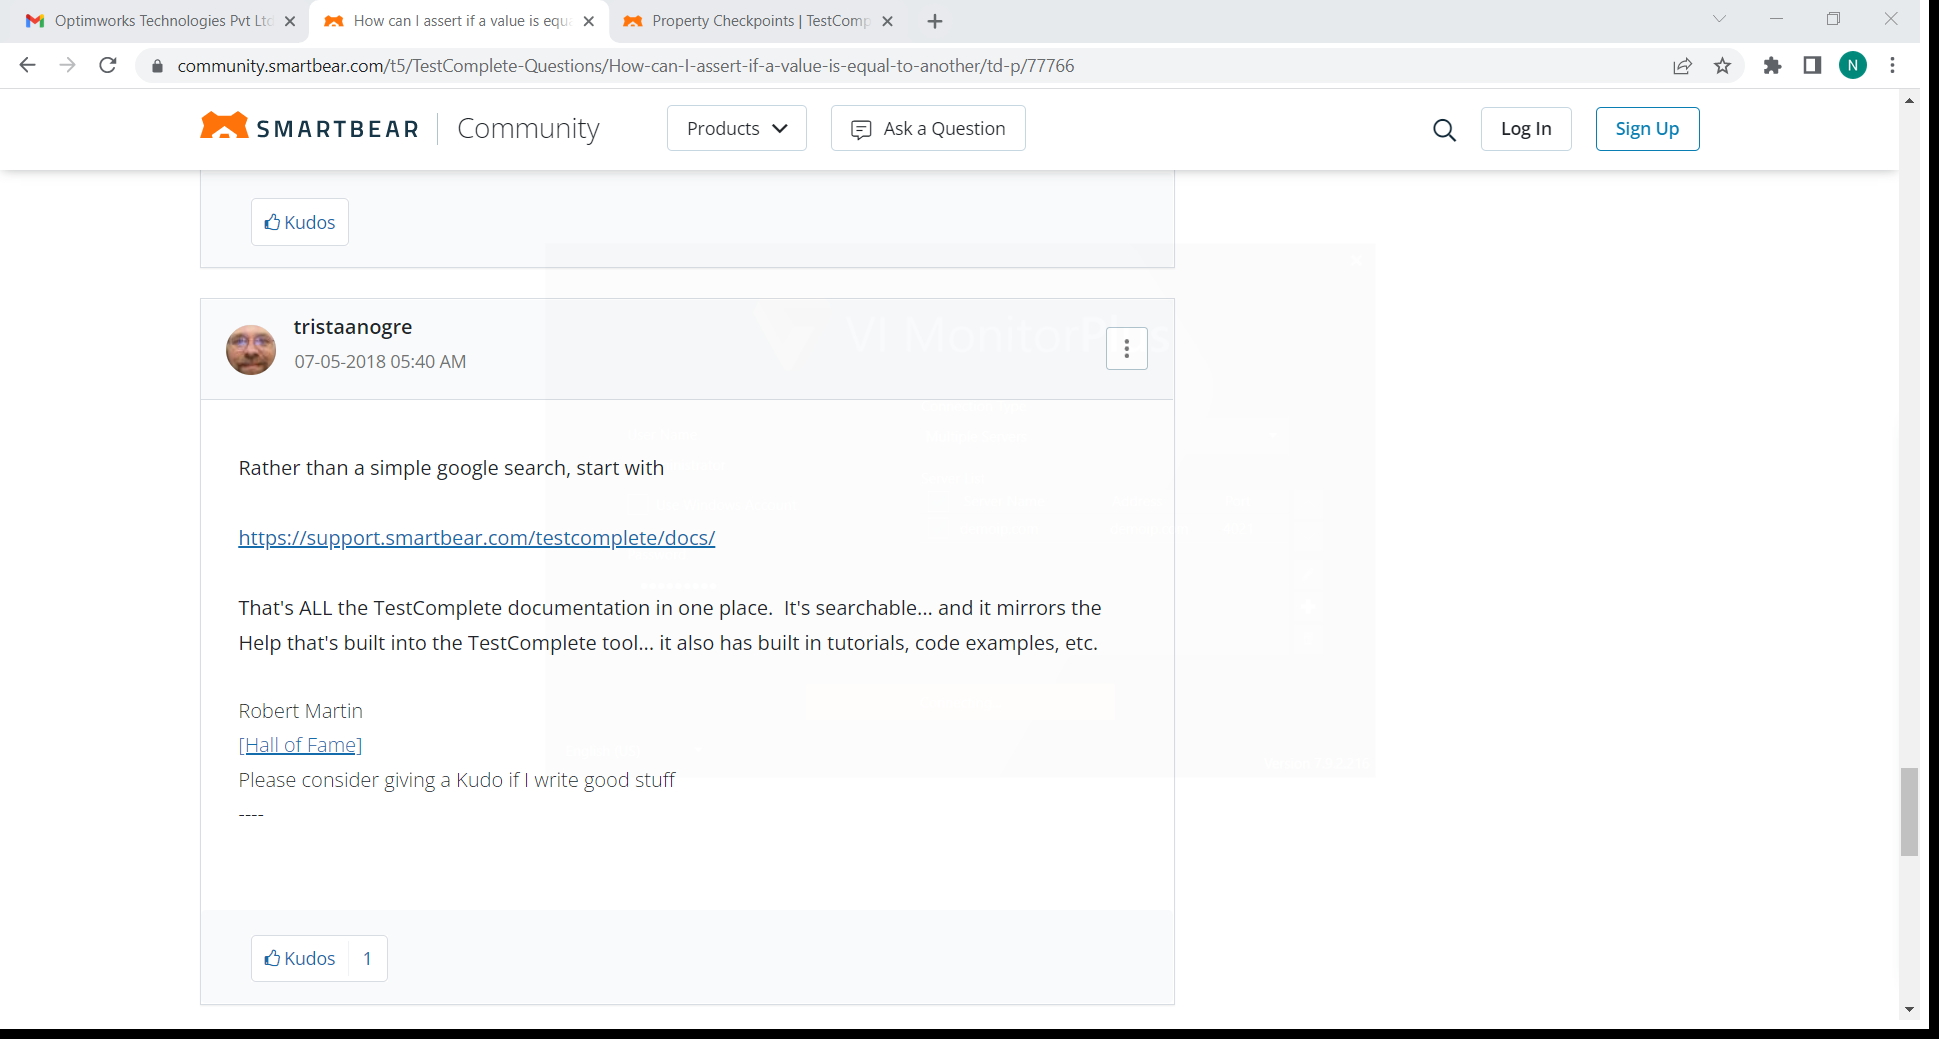 Optimworks Technologies Pvt Ltd
How can I assert if a value is equa
Property Checkpoints | TestComp
community.smartbear.com/t5/TestComplete-Questions/How-can-I-assert-if-a-value-is-equal-to-another/td-p/77766
N
SMARTBEAR Community
Products
Ask a Question
Log In
Sign Up
Kudos
VI MonitorPlus
tristaanogre
07-05-2018 05:40 AM
Rather than a simple google search, start with
https://support.smartbear.com/testcomplete/docs/
That's ALL the TestComplete documentation in one place.  It's searchable... and it mirrors the
Help that's built into the TestComplete tool... it also has built in tutorials, code examples, etc.
Robert Martin
[Hall of Fame]
Please consider giving a Kudo if I write good stuff
----
Kudos 1